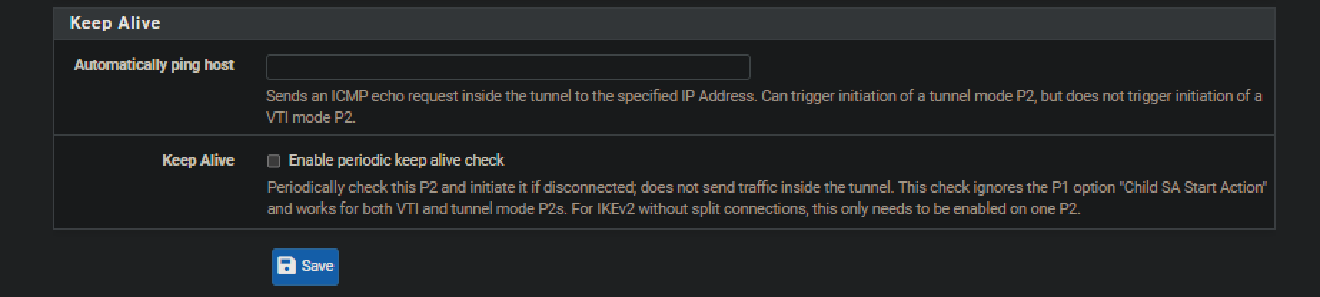 Keep Alive
Automatically ping host
Sends an ICMP echo request inside the tunnel to the specified IP Address. Can trigger initiation of a tunnel mode P2, but does not trigger initiation of a
VTI mode P2.
Keep Alive
Enable periodic keep alive check
Periodically check this P2 and initiate it if disconnected; does not send traffic inside the tunnel. This check ignores the P1 option "Child SA Start Action"
and works for both VTI and tunnel mode P2s. For IKEv2 without split connections, this only needs to be enabled on one P2.
Save